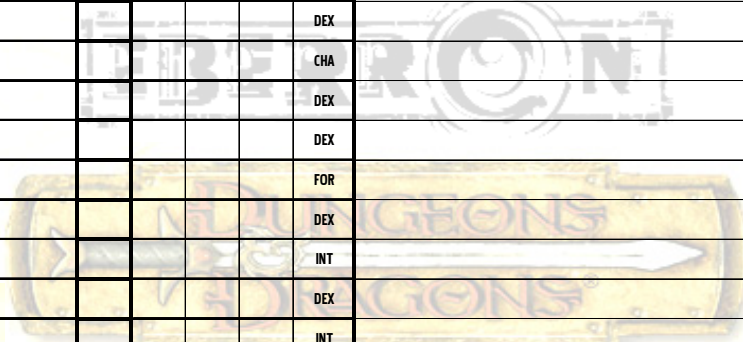 DEX
CHA
DEX
DEX
FOR
DEX
INT
DEX
INT
EBERRON
DUNGEONS
DRAGONS®